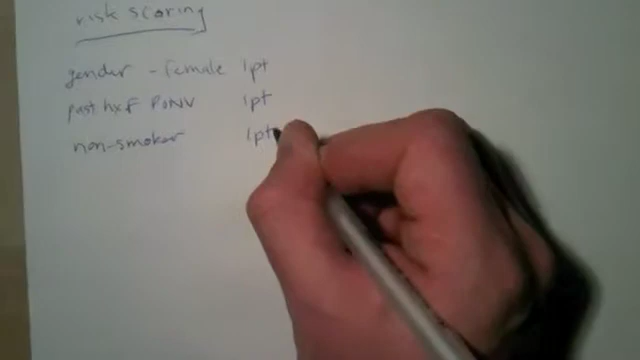 risk scoring
gender - female 1pt
past hx of PONV 1pt
non-smoker 1pt